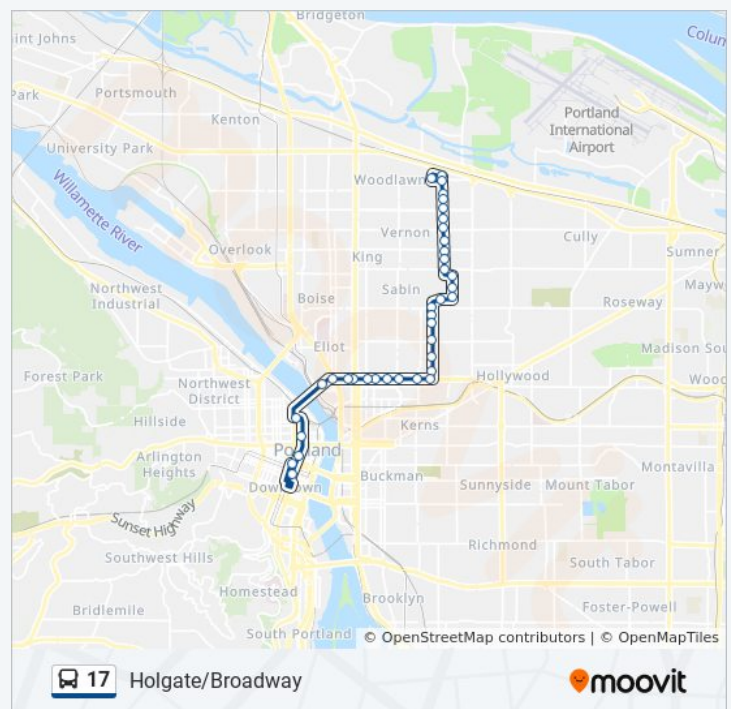 Bridgeton
int Johns
Colum
Portsmouth
Park
Kenton
Portland
International
Airport
University Park
Woodlawn
Willamette River
Vernon
Cully
Overlook
King
Sumner
Northwest
Industrial
Boise
Sabin
Mayw
Roseway
Eliot
Madison Sou
Forest Park
Northwest
District
Hollywood
Wood
Hillside
Kerns
Portland
Arlington
Heights
Montavilla
Buckman
Downtown
Sunnyside
Mount Tabor
Sunset Highway
Southwest Hills
Richmond
South Tabor
Homestead
Brooklyn
Bridlemile
Foster-Powell
South Portland
© OpenStreetMap contributors | © OpenMapTiles
17 Holgate/Broadway
moovit